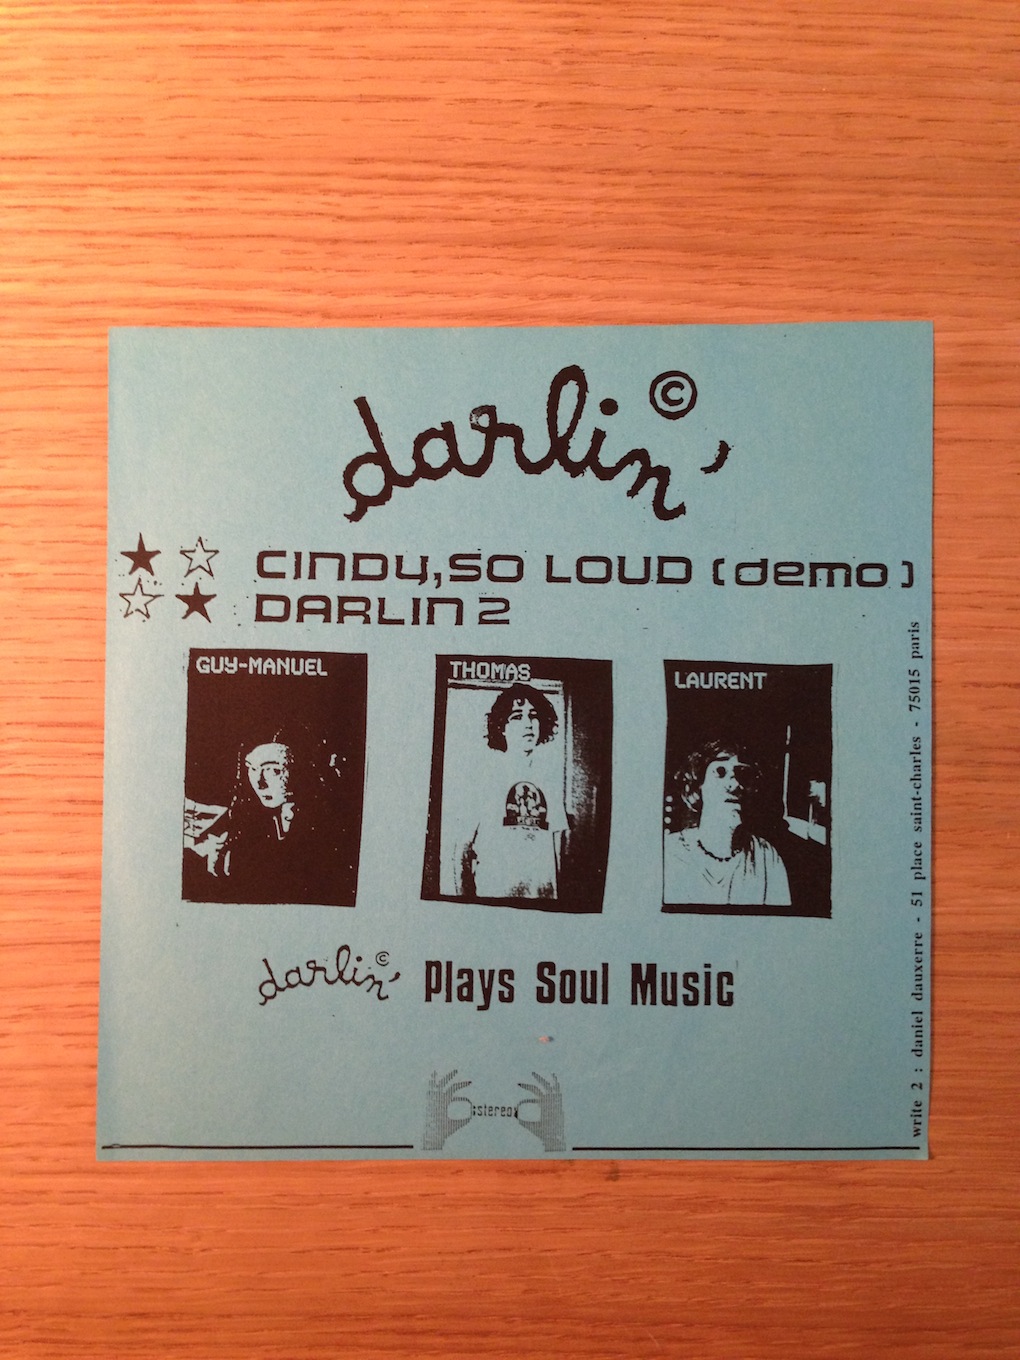 darlin'©
CINDY, SO LOUD (demo)
DARLIN 2
GUY-MANUEL
THOMAS
LAURENT
darlin'© Plays Soul Music
:stereo:
write 2 : daniel dauxerre - 51 place saint-charles - 75015 paris